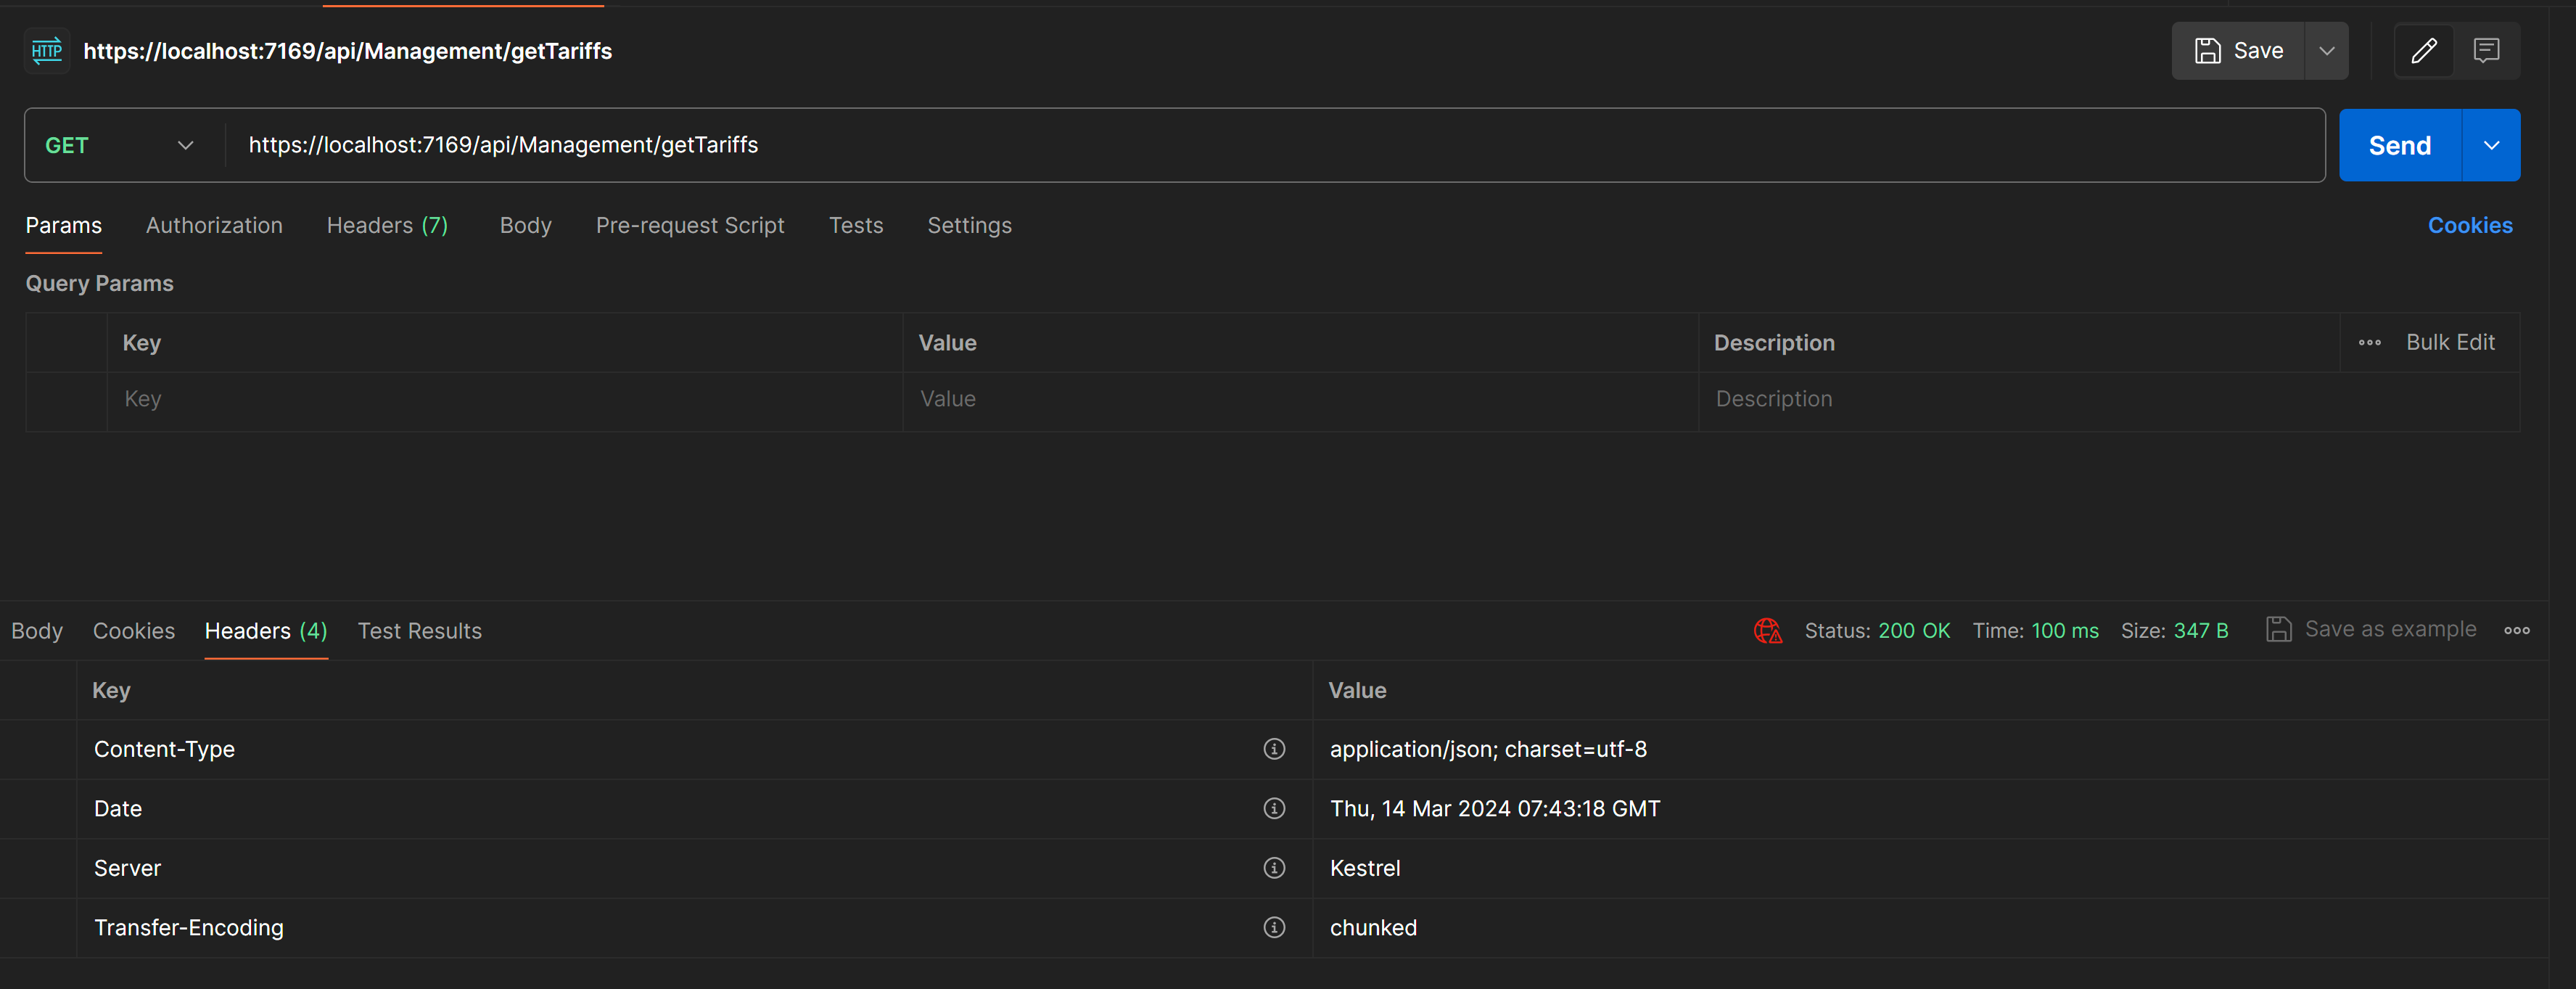 HTTP https://localhost:7169/api/Management/getTariffs Save
GET https://localhost:7169/api/Management/getTariffs Send
Params Authorization Headers (7) Body Pre-request Script Tests Settings Cookies
Query Params
Key Value Description Bulk Edit
Key Value Description
Body Cookies Headers (4) Test Results Status: 200 OK Time: 100 ms Size: 347 B Save as example
Key Value
Content-Type application/json; charset=utf-8
Date Thu, 14 Mar 2024 07:43:18 GMT
Server Kestrel
Transfer-Encoding chunked